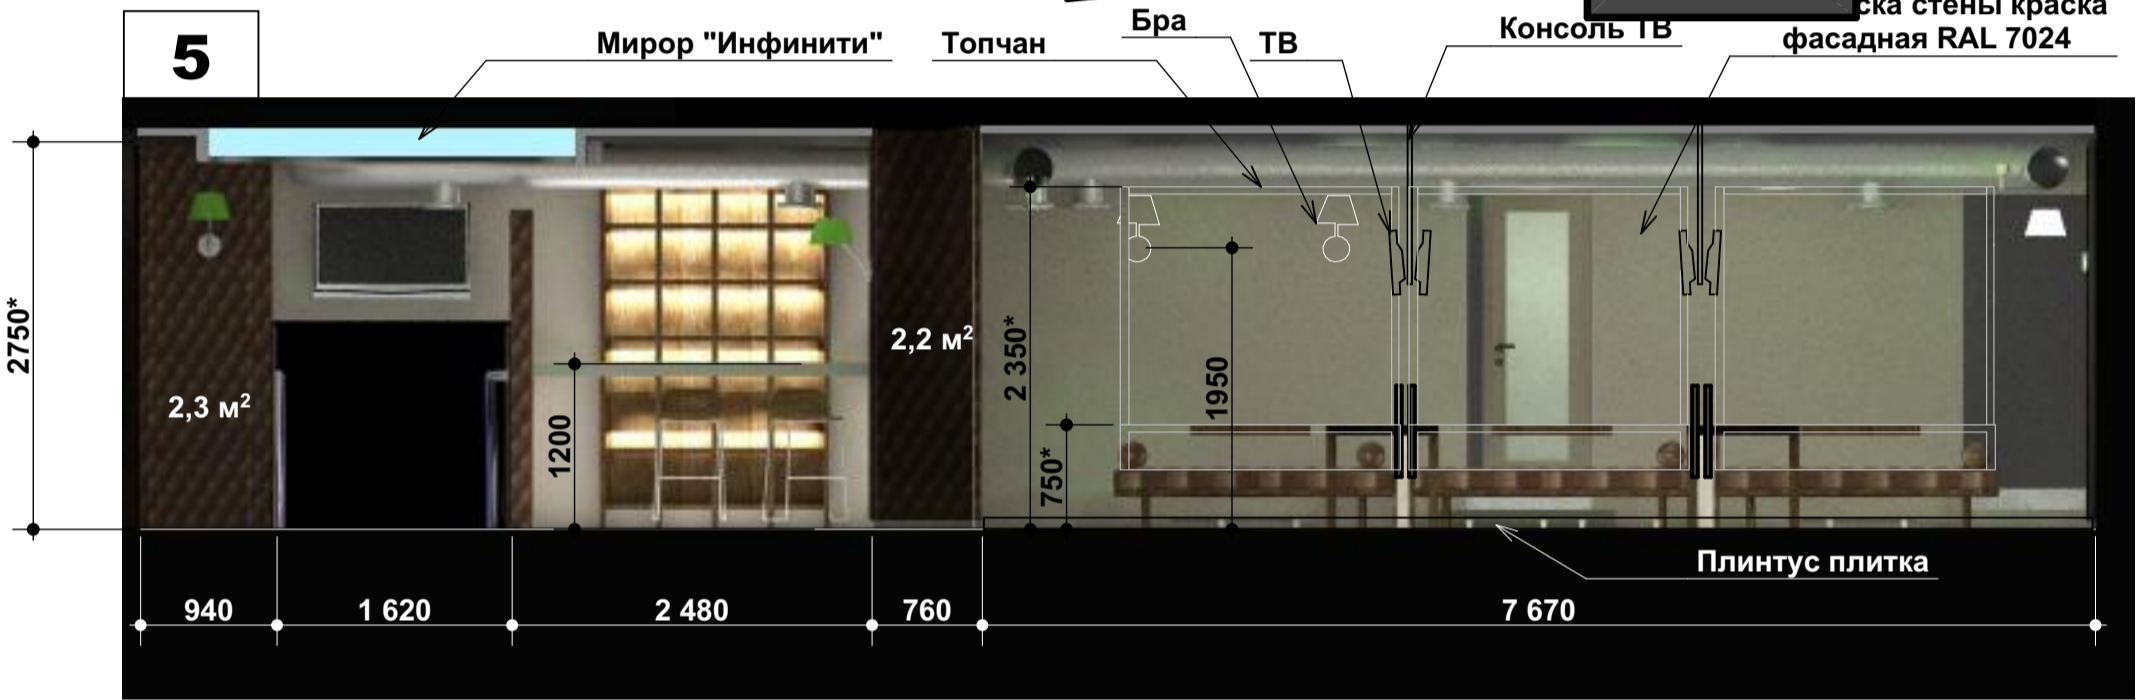 5
Мирор "Инфинити"
Топчан
Бра
ТВ
Консоль ТВ
ска стены краска
фасадная RAL 7024
2750*
2,3 м²
1200
2,2 м²
2 350*
750*
1950
Плинтус плитка
940
1 620
2 480
760
7 670